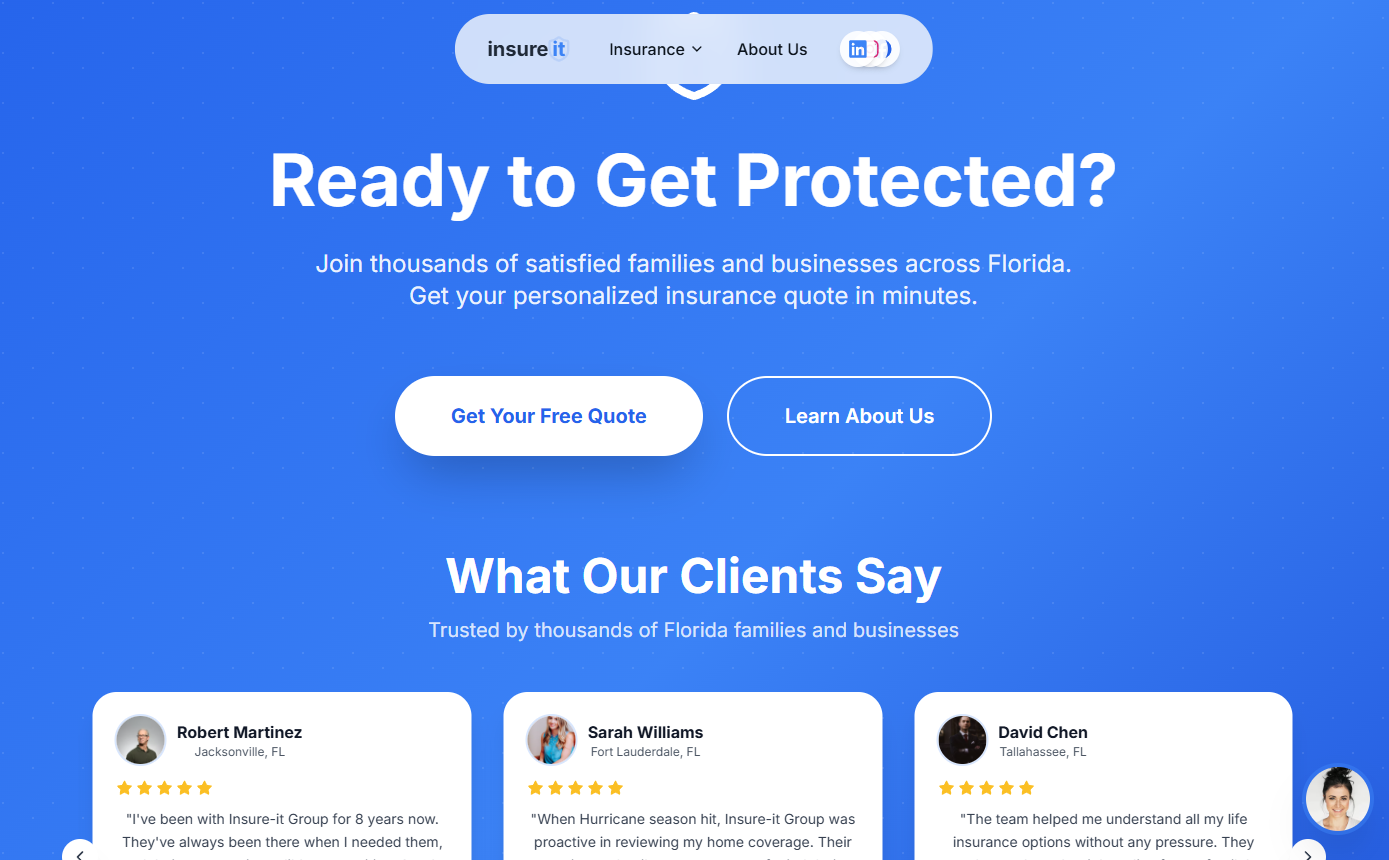 insure it
Insurance
About Us
in
Ready to Get Protected?
Join thousands of satisfied families and businesses across Florida.
Get your personalized insurance quote in minutes.
Get Your Free Quote
Learn About Us
What Our Clients Say
Trusted by thousands of Florida families and businesses
Robert Martinez
Jacksonville, FL
"I've been with Insure-it Group for 8 years now.
They've always been there when I needed them,
Sarah Williams
Fort Lauderdale, FL
"When Hurricane season hit, Insure-it Group was
proactive in reviewing my home coverage. Their
David Chen
Tallahassee, FL
"The team helped me understand all my life
insurance options without any pressure. They